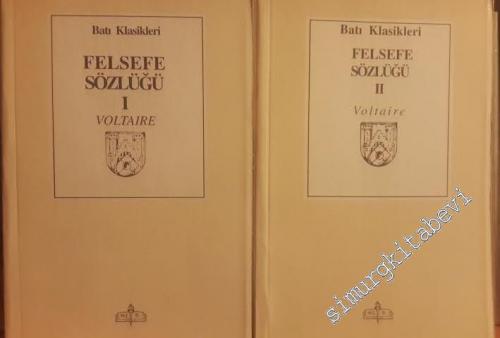 Batı Klasikleri
FELSEFE
SÖZLÜĞÜ
I
VOLTAIRE
Batı Klasikleri
FELSEFE
SÖZLÜĞÜ
II
Voltaire
simurgkitabevi